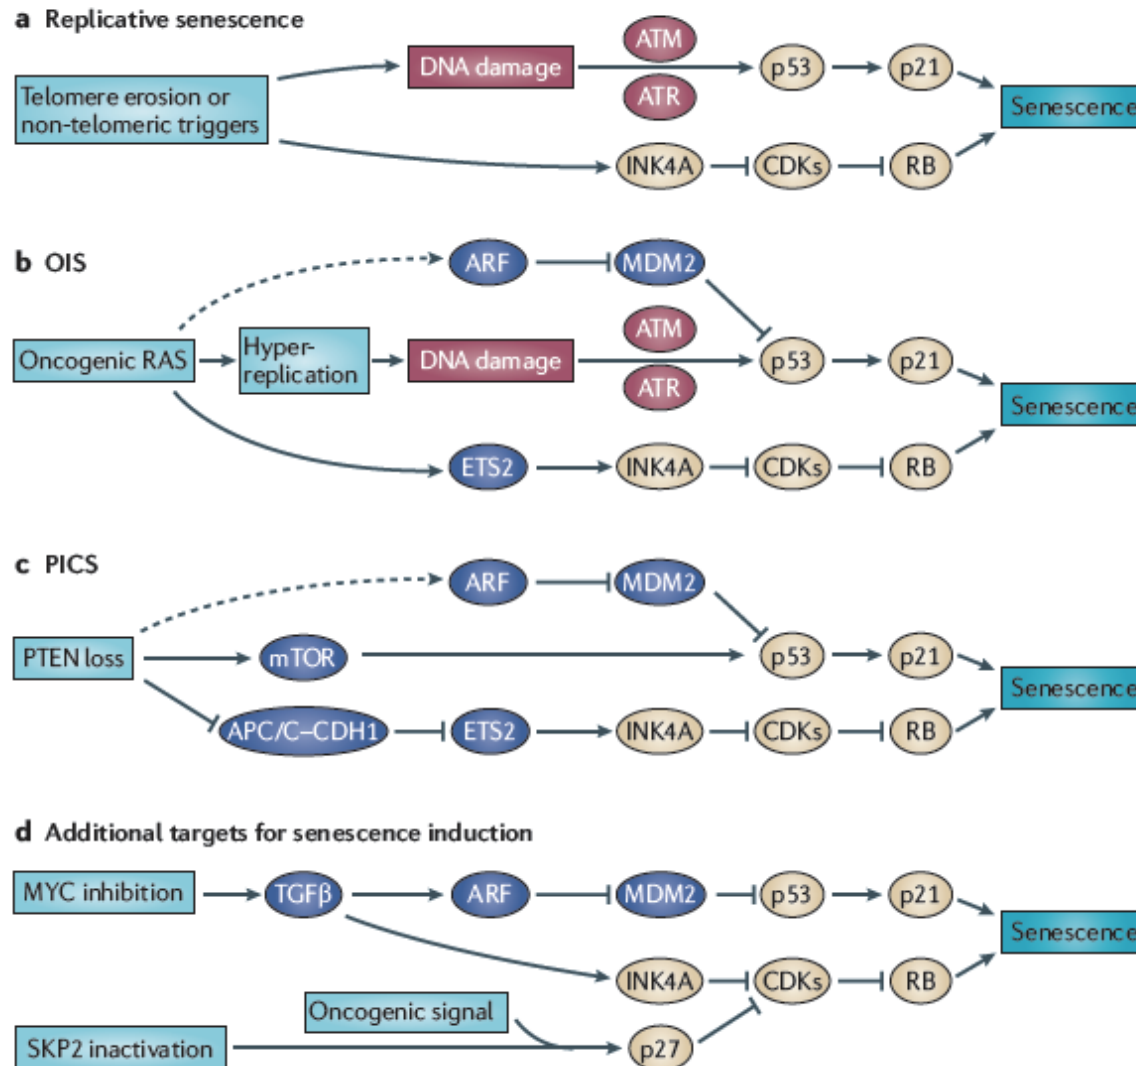 a Replicative senescence
Telomere erosion or
non-telomeric triggers
DNA damage
ATM
ATR
p53
p21
INK4A
CDKs
RB
Senescence
b OIS
Oncogenic RAS
Hyper-
replication
ARF
MDM2
DNA damage
ATM
ATR
p53
p21
ETS2
INK4A
CDKs
RB
Senescence
c PICS
PTEN loss
ARF
MDM2
mTOR
p53
p21
APC/C–CDH1
ETS2
INK4A
CDKs
RB
Senescence
d Additional targets for senescence induction
MYC inhibition
TGFβ
ARF
MDM2
p53
p21
INK4A
CDKs
RB
Senescence
Oncogenic signal
SKP2 inactivation
p27